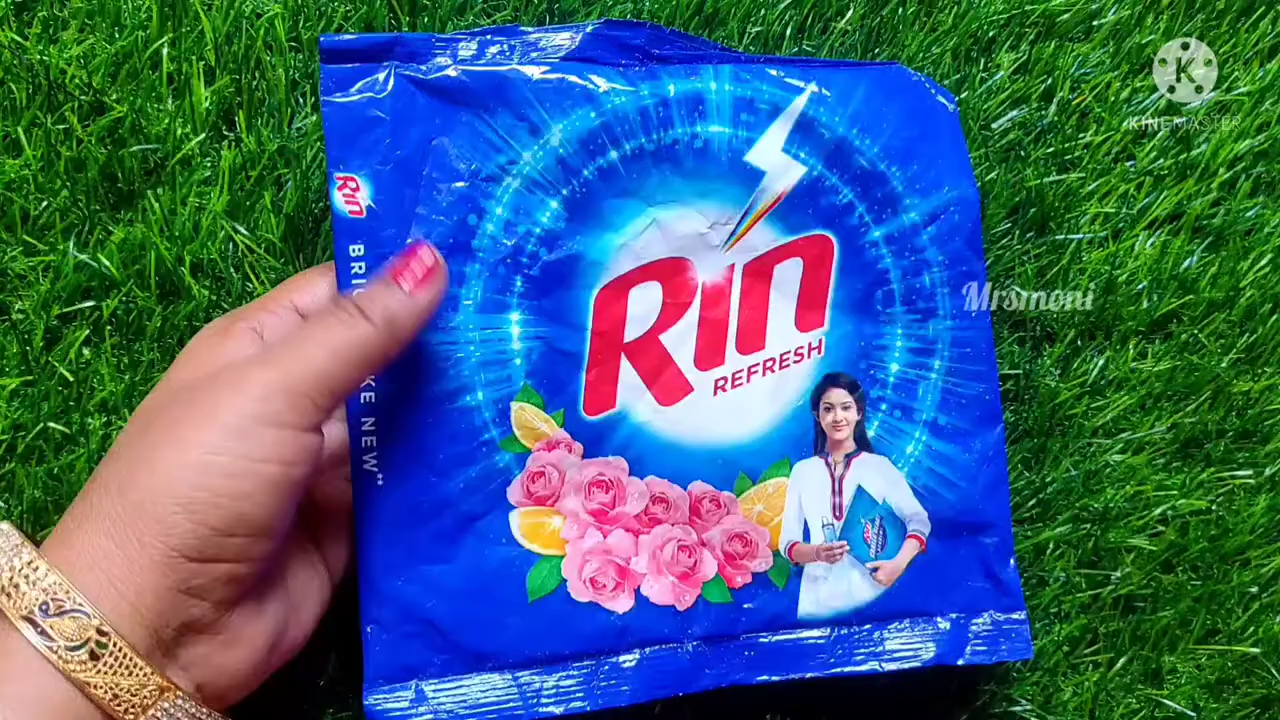 KINEMASTER
Rin
Rin
REFRESH
Mrsmoni
KE NEW**